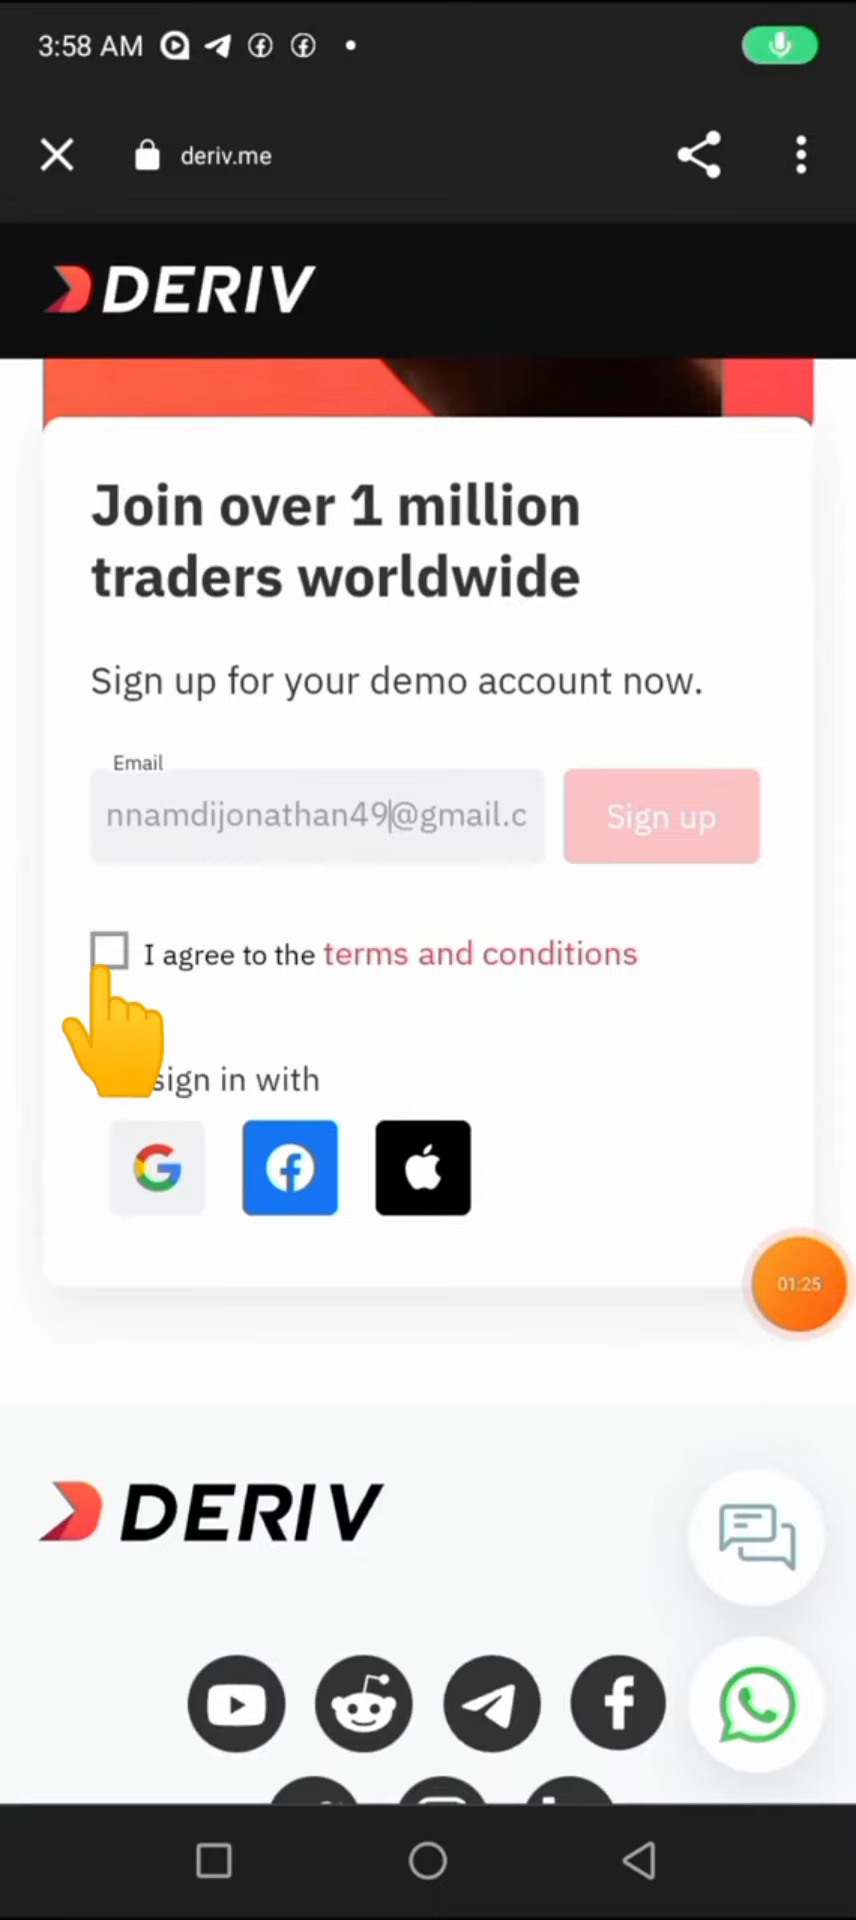 3:58 AM
deriv.me
DERIV
Join over 1 million
traders worldwide
Sign up for your demo account now.
Email
nnamdijonathan49@gmail.c
Sign up
I agree to the terms and conditions
sign in with
01:25
DERIV